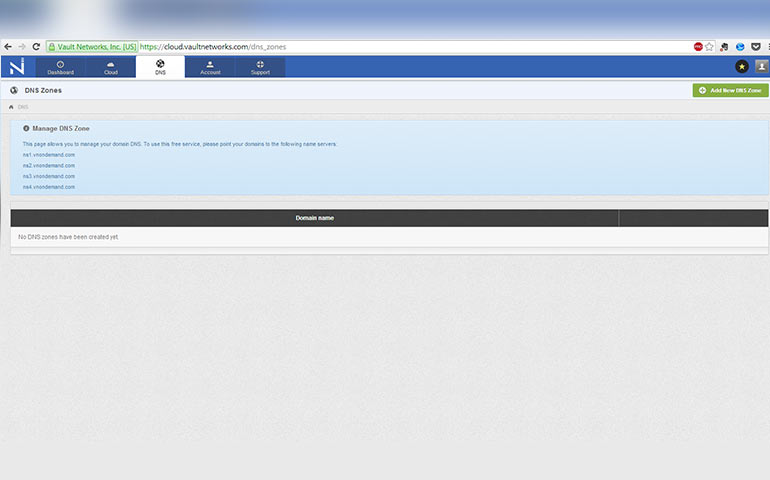 Vault Networks, Inc. [US] https://cloud.vaultnetworks.com/dns_zones
Dashboard Cloud DNS Account Support
DNS Zones Add New DNS Zone
DNS
Manage DNS Zone
This page allows you to manage your domain DNS. To use this free service, please point your domains to the following name servers:
ns1.vnondemand.com
ns2.vnondemand.com
ns3.vnondemand.com
ns4.vnondemand.com
Domain name
No DNS zones have been created yet